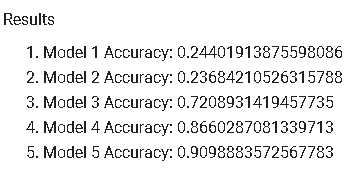 Results
1. Model 1 Accuracy: 0.24401913875598086
2. Model 2 Accuracy: 0.23684210526315788
3. Model 3 Accuracy: 0.7208931419457735
4. Model 4 Accuracy: 0.8660287081339713
5. Model 5 Accuracy: 0.9098883572567783